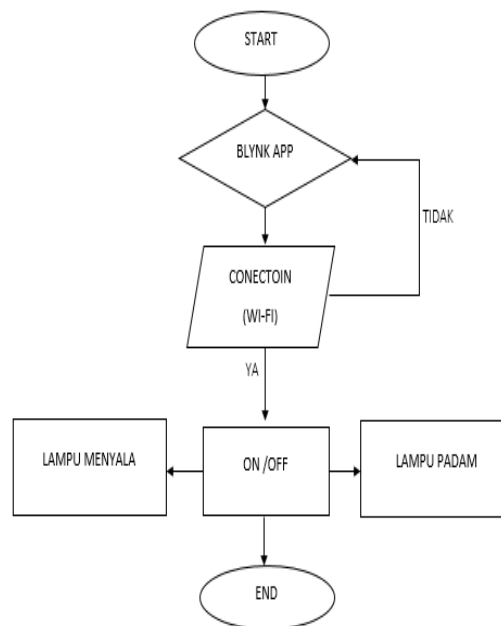 START
BLYNK APP
TIDAK
CONECTOIN
(WI-FI)
YA
LAMPU MENYALA
ON /OFF
LAMPU PADAM
END